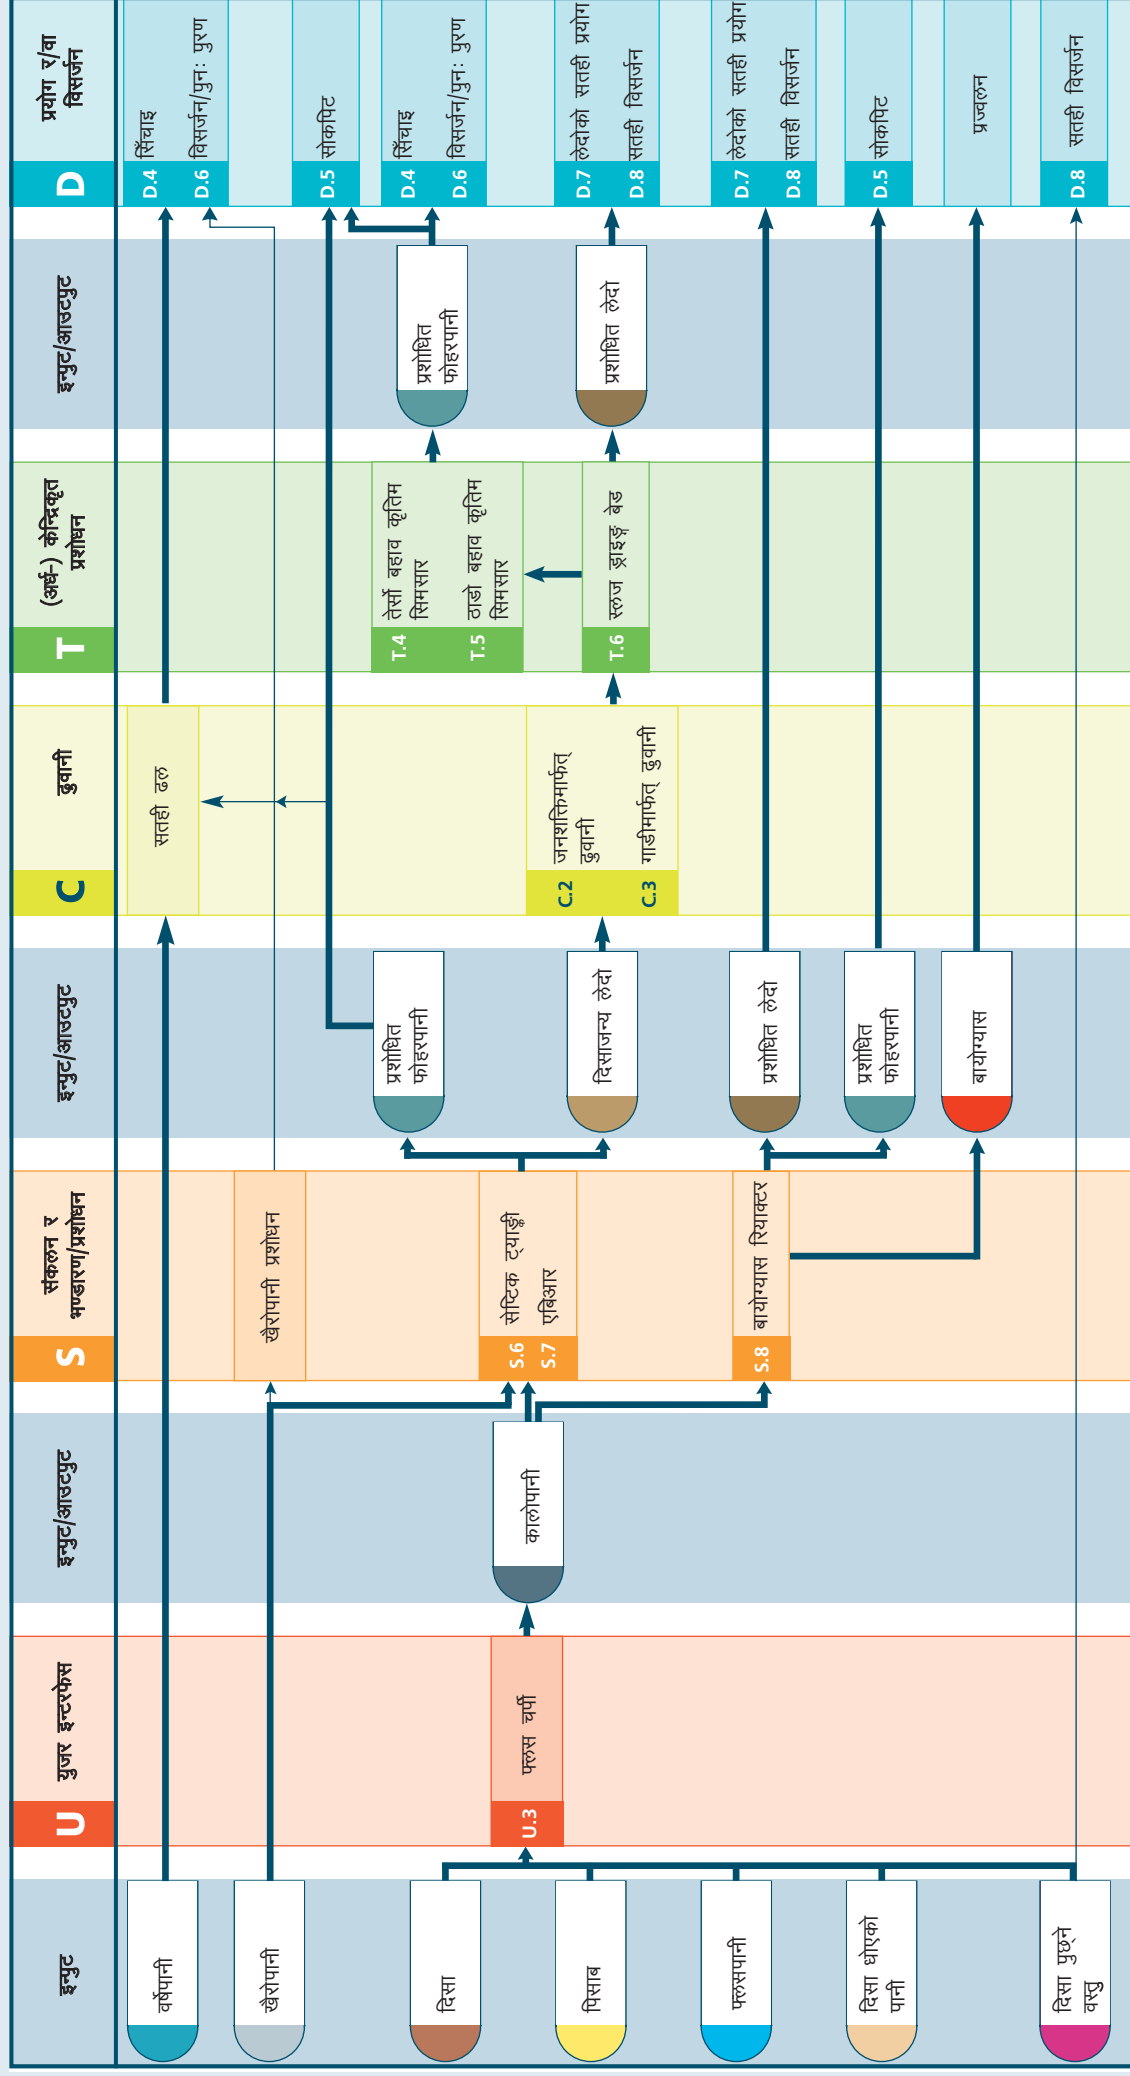 इन्पुट
U
युजर इन्टरफेस
इन्पुट/आउटपुट
S
संकलन र
भण्डारण/प्रशोधन
इन्पुट/आउटपुट
C
ढुवानी
T
(अर्ध-) केन्द्रिकृत
प्रशोधन
इन्पुट/आउटपुट
D
प्रयोग र/वा
विसर्जन
वर्षेपानी
खैरोपानी
दिसा
पिसाब
फ्लसपानी
दिसा धोएको
पानी
दिसा पुछ्ने
वस्तु
U.3
फ्लस चर्पी
कालोपानी
खैरोपानी प्रशोधन
S.6
सेप्टिक ट्याङ्की
S.7
एबिआर
S.8
बायोग्यास रियाक्टर
प्रशोधित
फोहरपानी
दिसाजन्य लेदो
प्रशोधित लेदो
प्रशोधित
फोहरपानी
बायोग्यास
सतही ढल
C.2
जनशक्तिमार्फत्
ढुवानी
C.3
गाडीमार्फत् ढुवानी
T.4
तेर्सो बहाव कृतिम
सिमसार
T.5
ठाडो बहाव कृतिम
सिमसार
T.6
स्लज ड्राइङ्ग बेड
प्रशोधित
फोहरपानी
प्रशोधित लेदो
D.4
सिँचाइ
D.6
विसर्जन/पुनः पुरण
D.5
सोकपिट
D.4
सिँचाइ
D.6
विसर्जन/पुनः पुरण
D.7
लेदोको सतही प्रयोग
D.8
सतही विसर्जन
D.7
लेदोको सतही प्रयोग
D.8
सतही विसर्जन
D.5
सोकपिट
प्रज्वलन
D.8
सतही विसर्जन